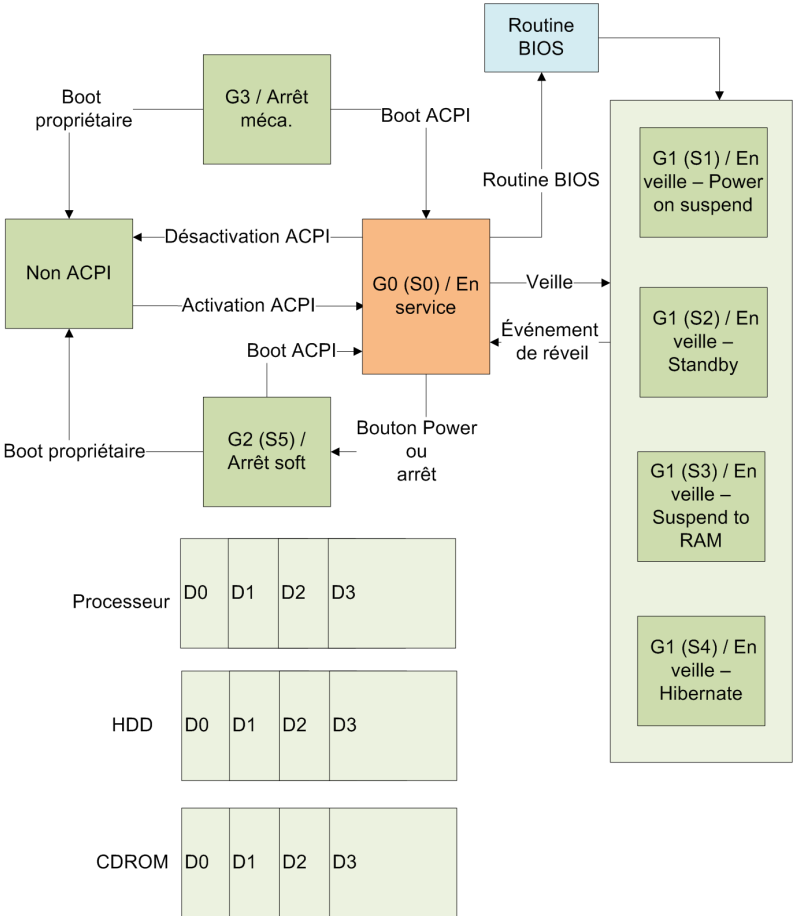 Routine
BIOS
G3 / Arrêt
méca.
Boot
propriétaire
Boot ACPI
G1 (S1) / En
veille – Power
on suspend
Routine BIOS
Non ACPI
Désactivation ACPI
G0 (S0) / En
service
Veille
Activation ACPI
Événement
de réveil
G1 (S2) / En
veille –
Standby
Boot ACPI
G2 (S5) /
Arrêt soft
Bouton Power
ou
arrêt
Boot propriétaire
G1 (S3) / En
veille –
Suspend to
RAM
Processeur
D0 D1 D2 D3
G1 (S4) / En
veille –
Hibernate
HDD
D0 D1 D2 D3
CDROM
D0 D1 D2 D3